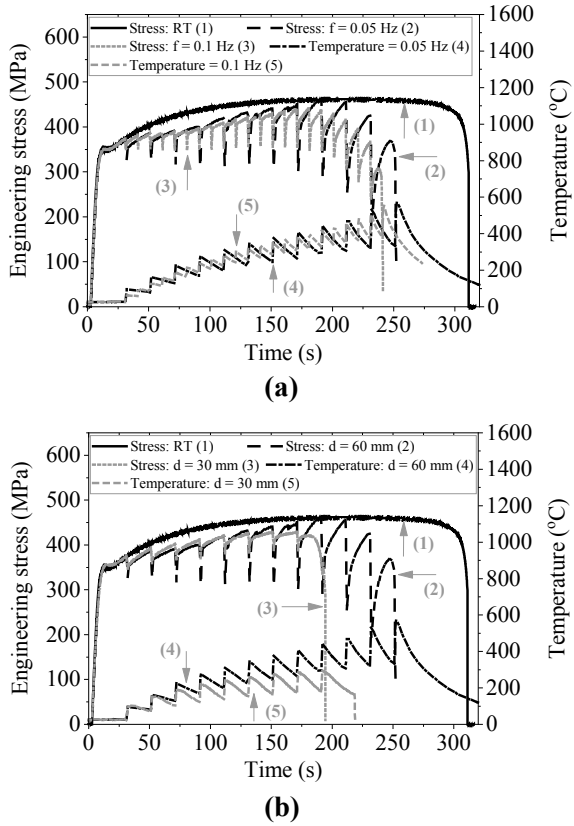 Engineering stress (MPa)
Temperature (°C)
600
500
400
300
200
100
0
1600
1400
1200
1000
800
600
400
200
0
Stress: RT (1) Stress: f = 0.05 Hz (2)
Stress: f = 0.1 Hz (3) Temperature = 0.05 Hz (4)
Temperature = 0.1 Hz (5)
(1)
(2)
(3)
(5)
(4)
0 50 100 150 200 250 300
Time (s)
(a)
Engineering stress (MPa)
Temperature (°C)
600
500
400
300
200
100
0
1600
1400
1200
1000
800
600
400
200
0
Stress: RT (1) Stress: d = 60 mm (2)
Stress: d = 30 mm (3) Temperature: d = 60 mm (4)
Temperature: d = 30 mm (5)
(1)
(2)
(3)
(4)
(5)
0 50 100 150 200 250 300
Time (s)
(b)